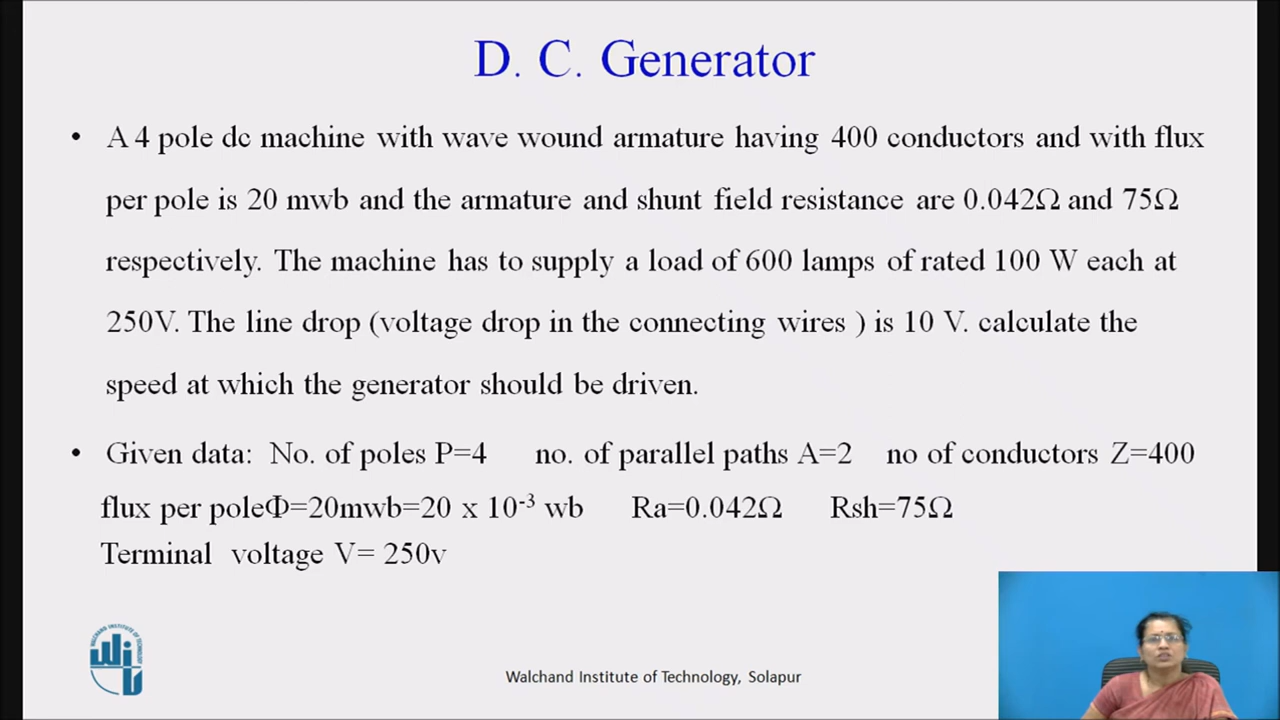 D. C. Generator
• A 4 pole dc machine with wave wound armature having 400 conductors and with flux
per pole is 20 mwb and the armature and shunt field resistance are 0.042Ω and 75Ω
respectively. The machine has to supply a load of 600 lamps of rated 100 W each at
250V. The line drop (voltage drop in the connecting wires ) is 10 V. calculate the
speed at which the generator should be driven.
• Given data: No. of poles P=4 no. of parallel paths A=2 no of conductors Z=400
flux per poleΦ=20mwb=20 x 10⁻³ wb Ra=0.042Ω Rsh=75Ω
Terminal voltage V= 250v
WALCHAND INSTITUTE OF TECHNOLOGY
WIT
Walchand Institute of Technology, Solapur